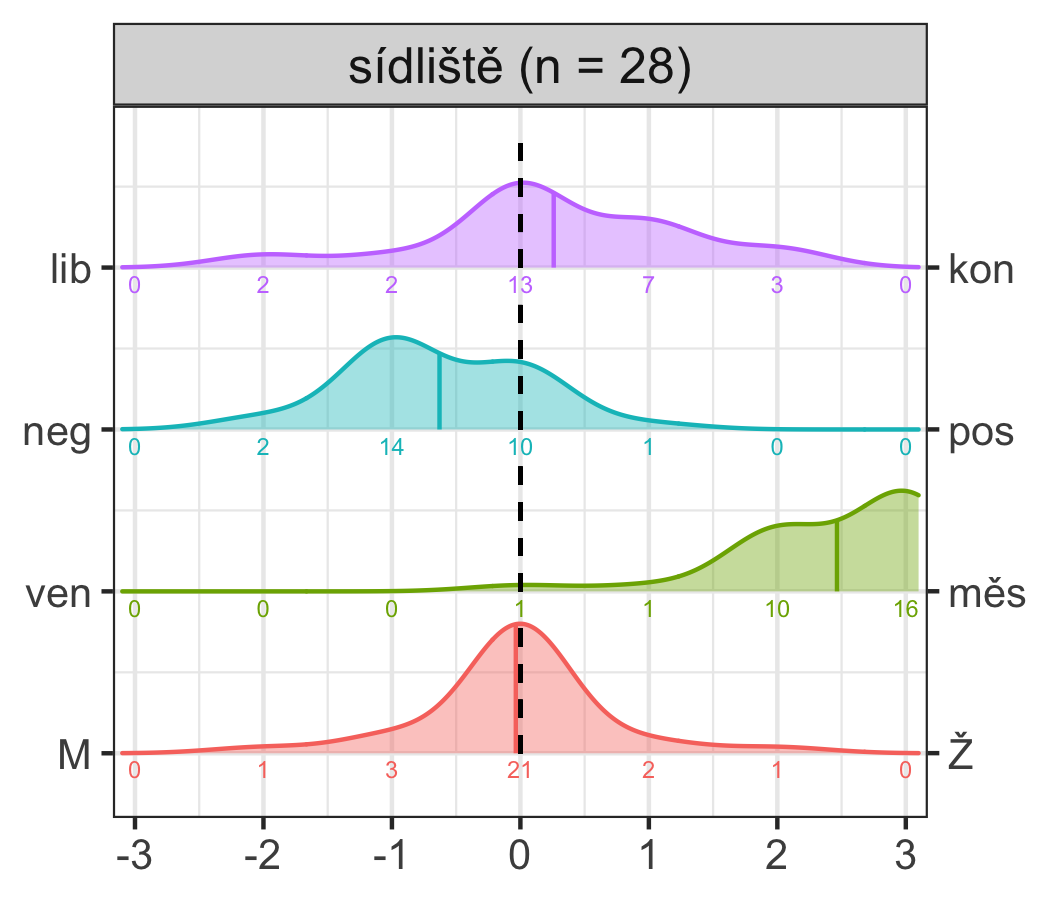 sídliště (n = 28)
lib kon
0 2 2 13 7 3 0
neg pos
0 2 14 10 1 0 0
ven měs
0 0 0 1 1 10 16
M Ž
0 1 3 21 2 1 0
-3 -2 -1 0 1 2 3